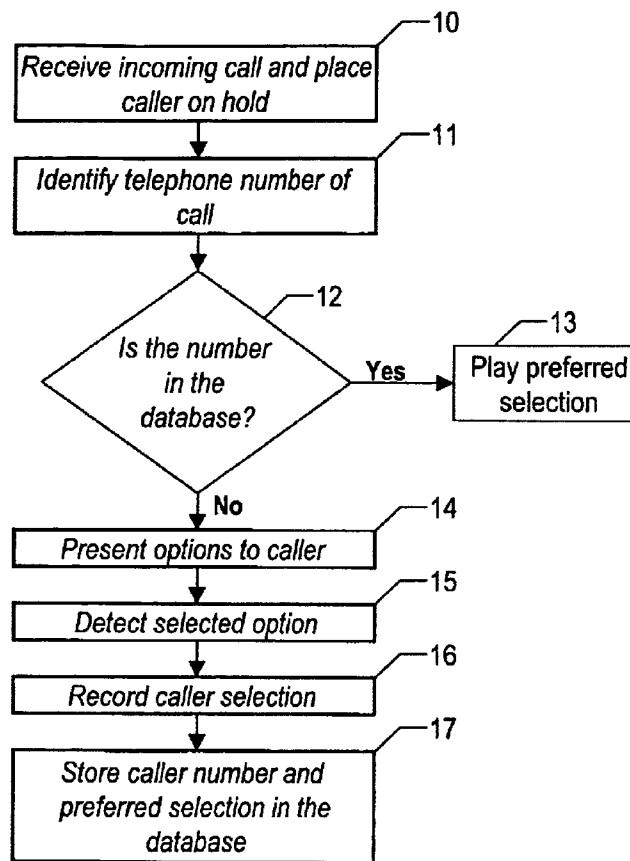 10
Receive incoming call and place
caller on hold
11
Identify telephone number of
call
12
Is the number
in the
database?
Yes
13
Play preferred
selection
No
14
Present options to caller
15
Detect selected option
16
Record caller selection
17
Store caller number and
preferred selection in the
database